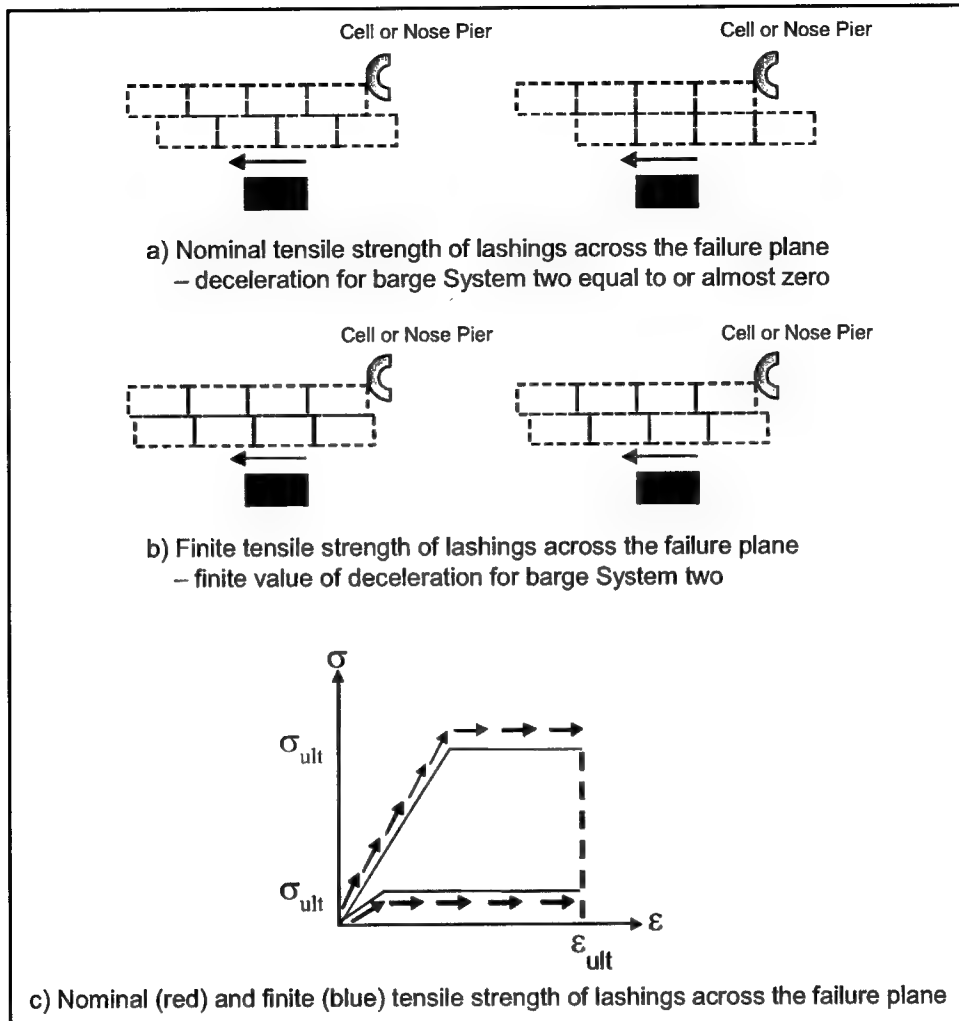 Cell or Nose Pier
Cell or Nose Pier
a) Nominal tensile strength of lashings across the failure plane
– deceleration for barge System two equal to or almost zero
Cell or Nose Pier
Cell or Nose Pier
b) Finite tensile strength of lashings across the failure plane
– finite value of deceleration for barge System two
σ
σult
σult
ε
εult
c) Nominal (red) and finite (blue) tensile strength of lashings across the failure plane